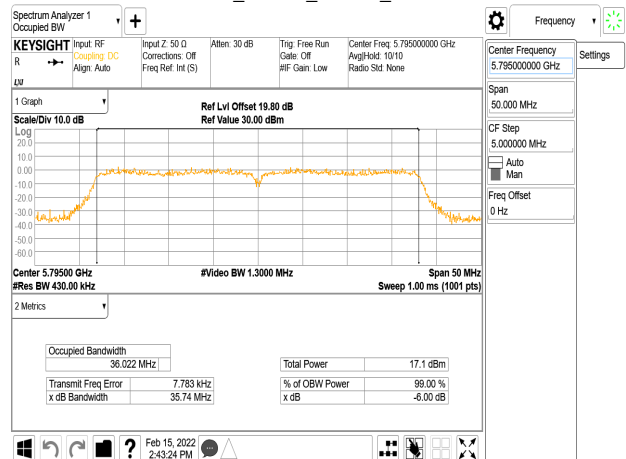 Spectrum Analyzer 1
Occupied BW
Frequency
KEYSIGHT
R
LXI
Input: RF
Coupling: DC
Align: Auto
Input Z: 50 Ω
Corrections: Off
Freq Ref: Int (S)
Atten: 30 dB
Trig: Free Run
Gate: Off
#IF Gain: Low
Center Freq: 5.795000000 GHz
Avg|Hold: 10/10
Radio Std: None
Center Frequency
5.795000000 GHz
Settings
Span
50.000 MHz
CF Step
5.000000 MHz
Auto
Man
Freq Offset
0 Hz
1 Graph
Scale/Div 10.0 dB
Ref Lvl Offset 19.80 dB
Ref Value 30.00 dBm
Log
20.0
10.0
0.00
-10.0
-20.0
-30.0
-40.0
-50.0
-60.0
Center 5.79500 GHz
#Res BW 430.00 kHz
#Video BW 1.3000 MHz
Span 50 MHz
Sweep 1.00 ms (1001 pts)
2 Metrics
Occupied Bandwidth
36.022 MHz
Total Power 17.1 dBm
Transmit Freq Error 7.783 kHz
% of OBW Power 99.00 %
x dB Bandwidth 35.74 MHz
x dB -6.00 dB
?
Feb 15, 2022
2:43:24 PM